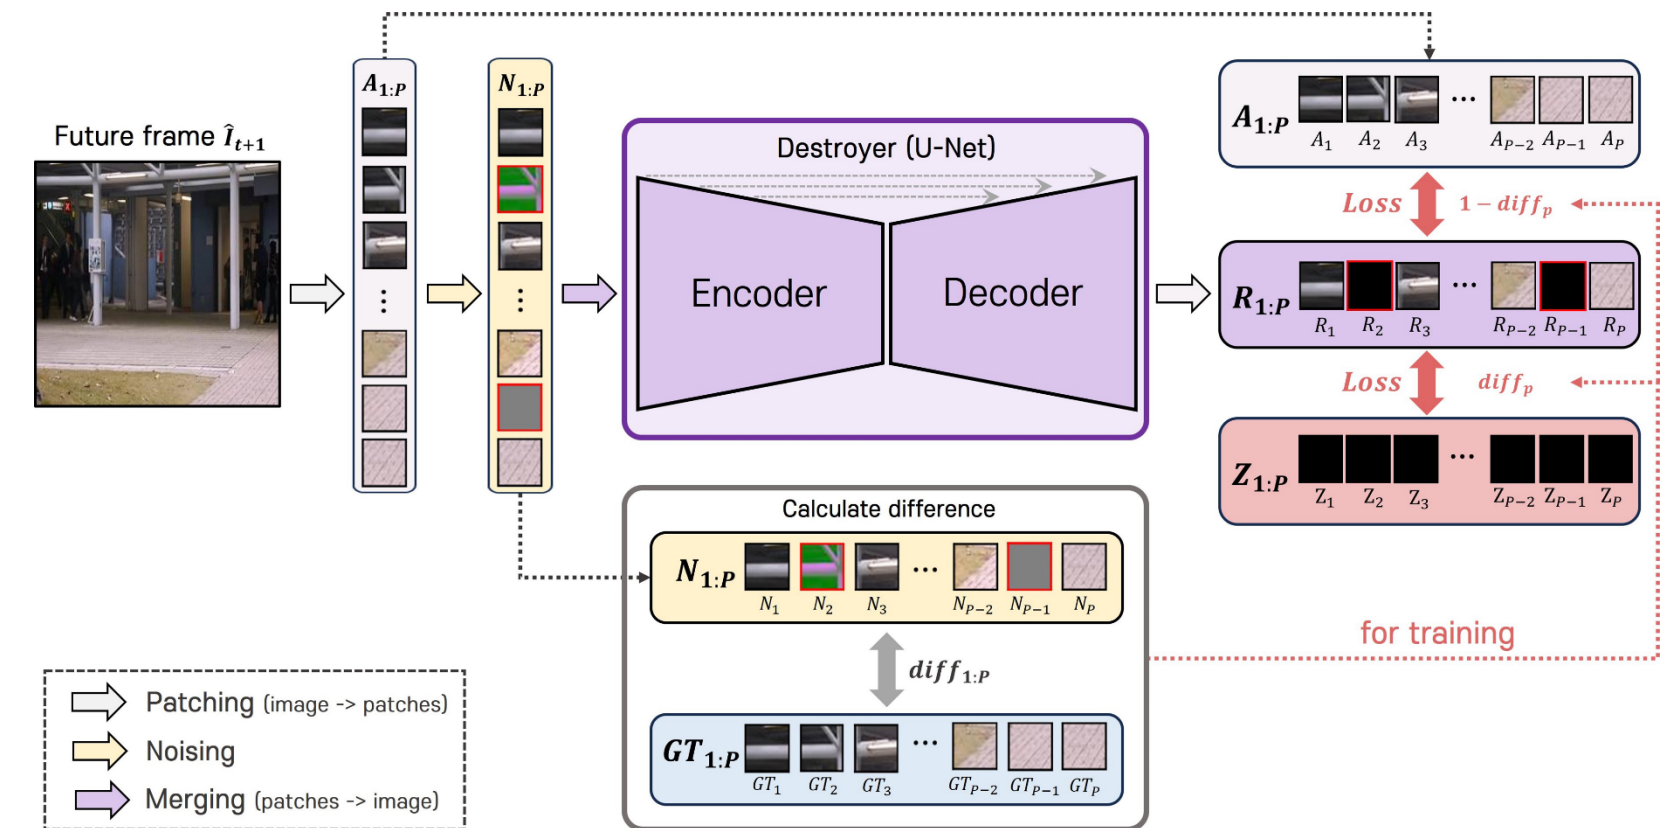 Future frame Î_{t+1}
A_{1:P}
⋮
N_{1:P}
⋮
Destroyer (U-Net)
Encoder
Decoder
A_{1:P}
A_1 A_2 A_3 ... A_{P−2} A_{P−1} A_P
Loss 1 − diff_p
R_{1:P}
R_1 R_2 R_3 ... R_{P−2} R_{P−1} R_P
Loss diff_p
Z_{1:P}
Z_1 Z_2 Z_3 ... Z_{P−2} Z_{P−1} Z_P
Calculate difference
N_{1:P}
N_1 N_2 N_3 ... N_{P−2} N_{P−1} N_P
diff_{1:P}
GT_{1:P}
GT_1 GT_2 GT_3 ... GT_{P−2} GT_{P−1} GT_P
for training
Patching (image -> patches)
Noising
Merging (patches -> image)